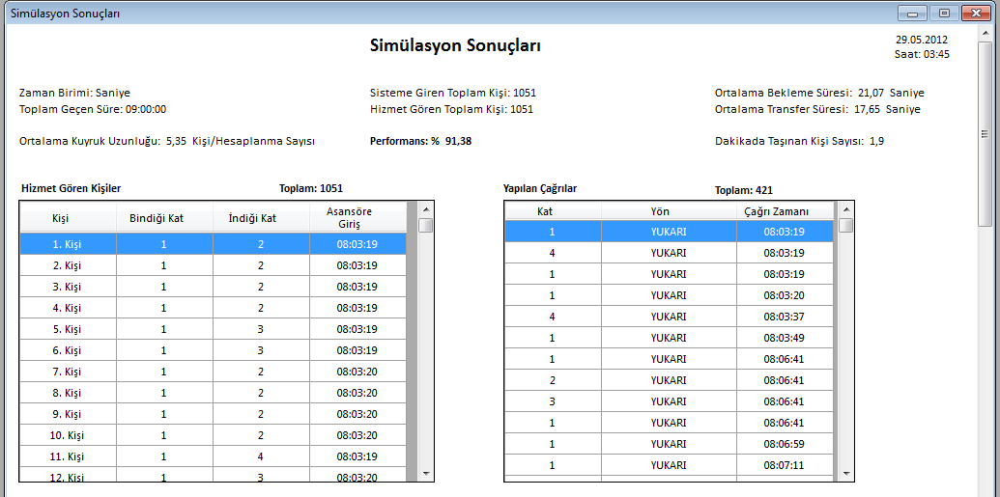 Simülasyon Sonuçları
Simülasyon Sonuçları
29.05.2012
Saat: 03:45
Zaman Birimi: Saniye
Toplam Geçen Süre: 09:00:00
Sisteme Giren Toplam Kişi: 1051
Hizmet Gören Toplam Kişi: 1051
Ortalama Bekleme Süresi: 21,07 Saniye
Ortalama Transfer Süresi: 17,65 Saniye
Ortalama Kuyruk Uzunluğu: 5,35 Kişi/Hesaplanma Sayısı
Performans: % 91,38
Dakikada Taşınan Kişi Sayısı: 1,9
Hizmet Gören Kişiler Toplam: 1051
Kişi Bindiği Kat İndiği Kat Asansöre Giriş
1. Kişi 1 2 08:03:19
2. Kişi 1 2 08:03:19
3. Kişi 1 2 08:03:19
4. Kişi 1 2 08:03:19
5. Kişi 1 3 08:03:19
6. Kişi 1 3 08:03:19
7. Kişi 1 2 08:03:20
8. Kişi 1 2 08:03:20
9. Kişi 1 2 08:03:20
10. Kişi 1 2 08:03:20
11. Kişi 1 4 08:03:19
12. Kişi 1 3 08:03:20
Yapılan Çağrılar Toplam: 421
Kat Yön Çağrı Zamanı
1 YUKARI 08:03:19
4 YUKARI 08:03:19
1 YUKARI 08:03:19
1 YUKARI 08:03:20
4 YUKARI 08:03:37
1 YUKARI 08:03:49
1 YUKARI 08:06:41
2 YUKARI 08:06:41
3 YUKARI 08:06:41
1 YUKARI 08:06:41
1 YUKARI 08:06:59
1 YUKARI 08:07:11